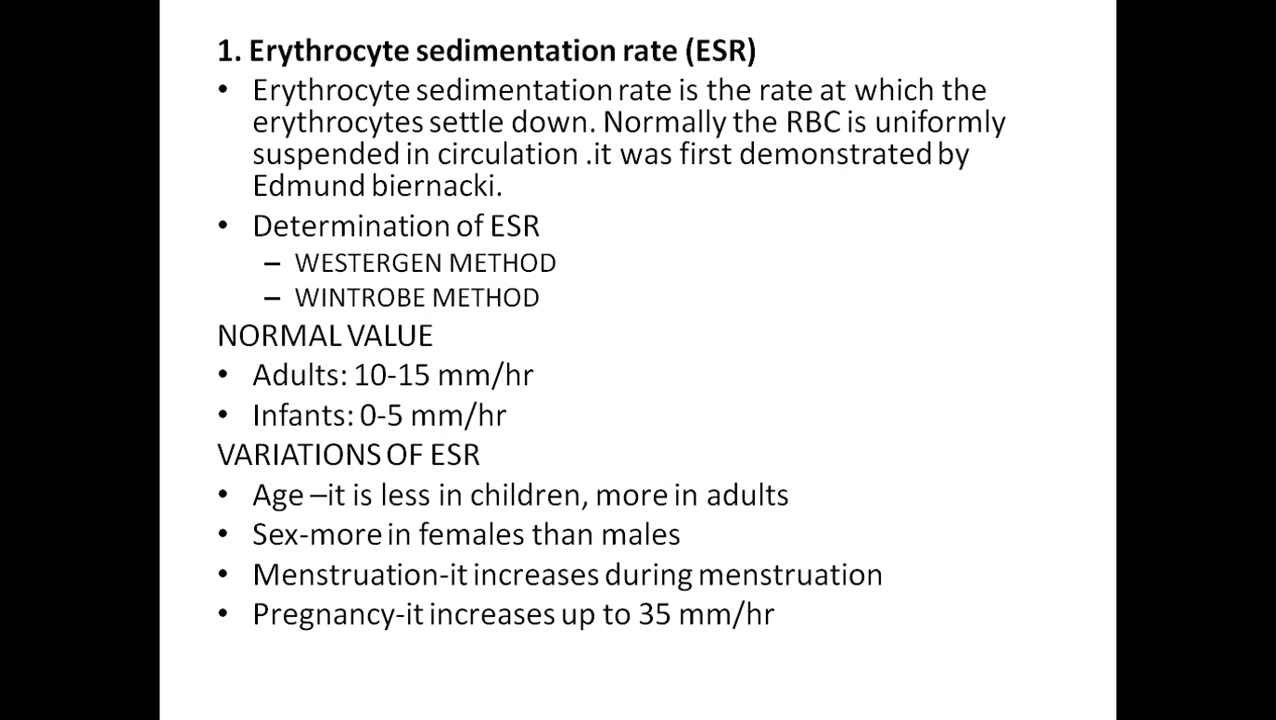 1. Erythrocyte sedimentation rate (ESR)
• Erythrocyte sedimentation rate is the rate at which the
erythrocytes settle down. Normally the RBC is uniformly
suspended in circulation .it was first demonstrated by
Edmund biernacki.
• Determination of ESR
– WESTERGEN METHOD
– WINTROBE METHOD
NORMAL VALUE
• Adults: 10-15 mm/hr
• Infants: 0-5 mm/hr
VARIATIONS OF ESR
• Age –it is less in children, more in adults
• Sex-more in females than males
• Menstruation-it increases during menstruation
• Pregnancy-it increases up to 35 mm/hr